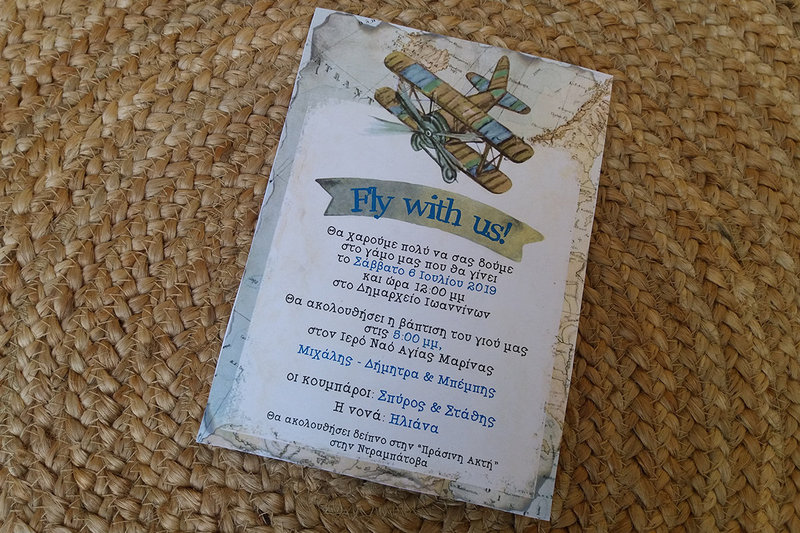 Fly with us!
Θα χαρούμε πολύ να σας δούμε
στο γάμο μας που θα γίνει
το Σάββατο 6 Ιουλίου 2019
και ώρα 12:00 μμ
στο Δημαρχείο Ιωαννίνων
Θα ακολουθήσει η βάπτιση του γιού μας
στις 5:00 μμ,
στον Ιερό Ναό Αγίας Μαρίνας
Μιχάλης - Δήμητρα & Μπέμπης
οι κουμπάροι: Σπύρος & Στάθης
Η νονά: Ηλιάνα
Θα ακολουθήσει δείπνο στην "Πράσινη Ακτή"
στην Ντραμπάτοβα